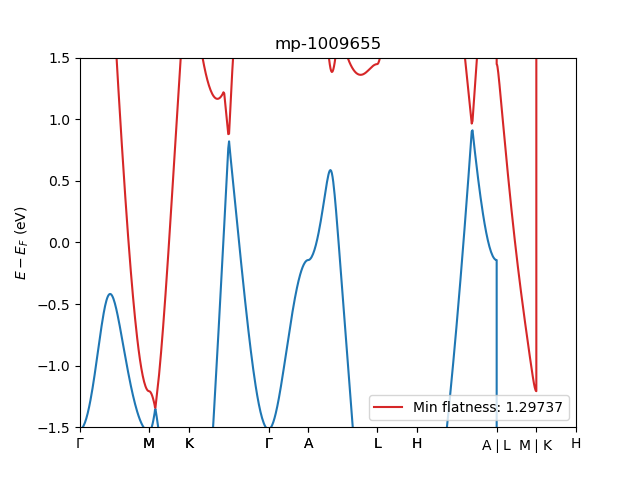 mp-1009655
1.5
1.0
0.5
0.0
−0.5
−1.0
−1.5
E − E_F (eV)
Min flatness: 1.29737
Γ M K Γ A L H A | L M | K H